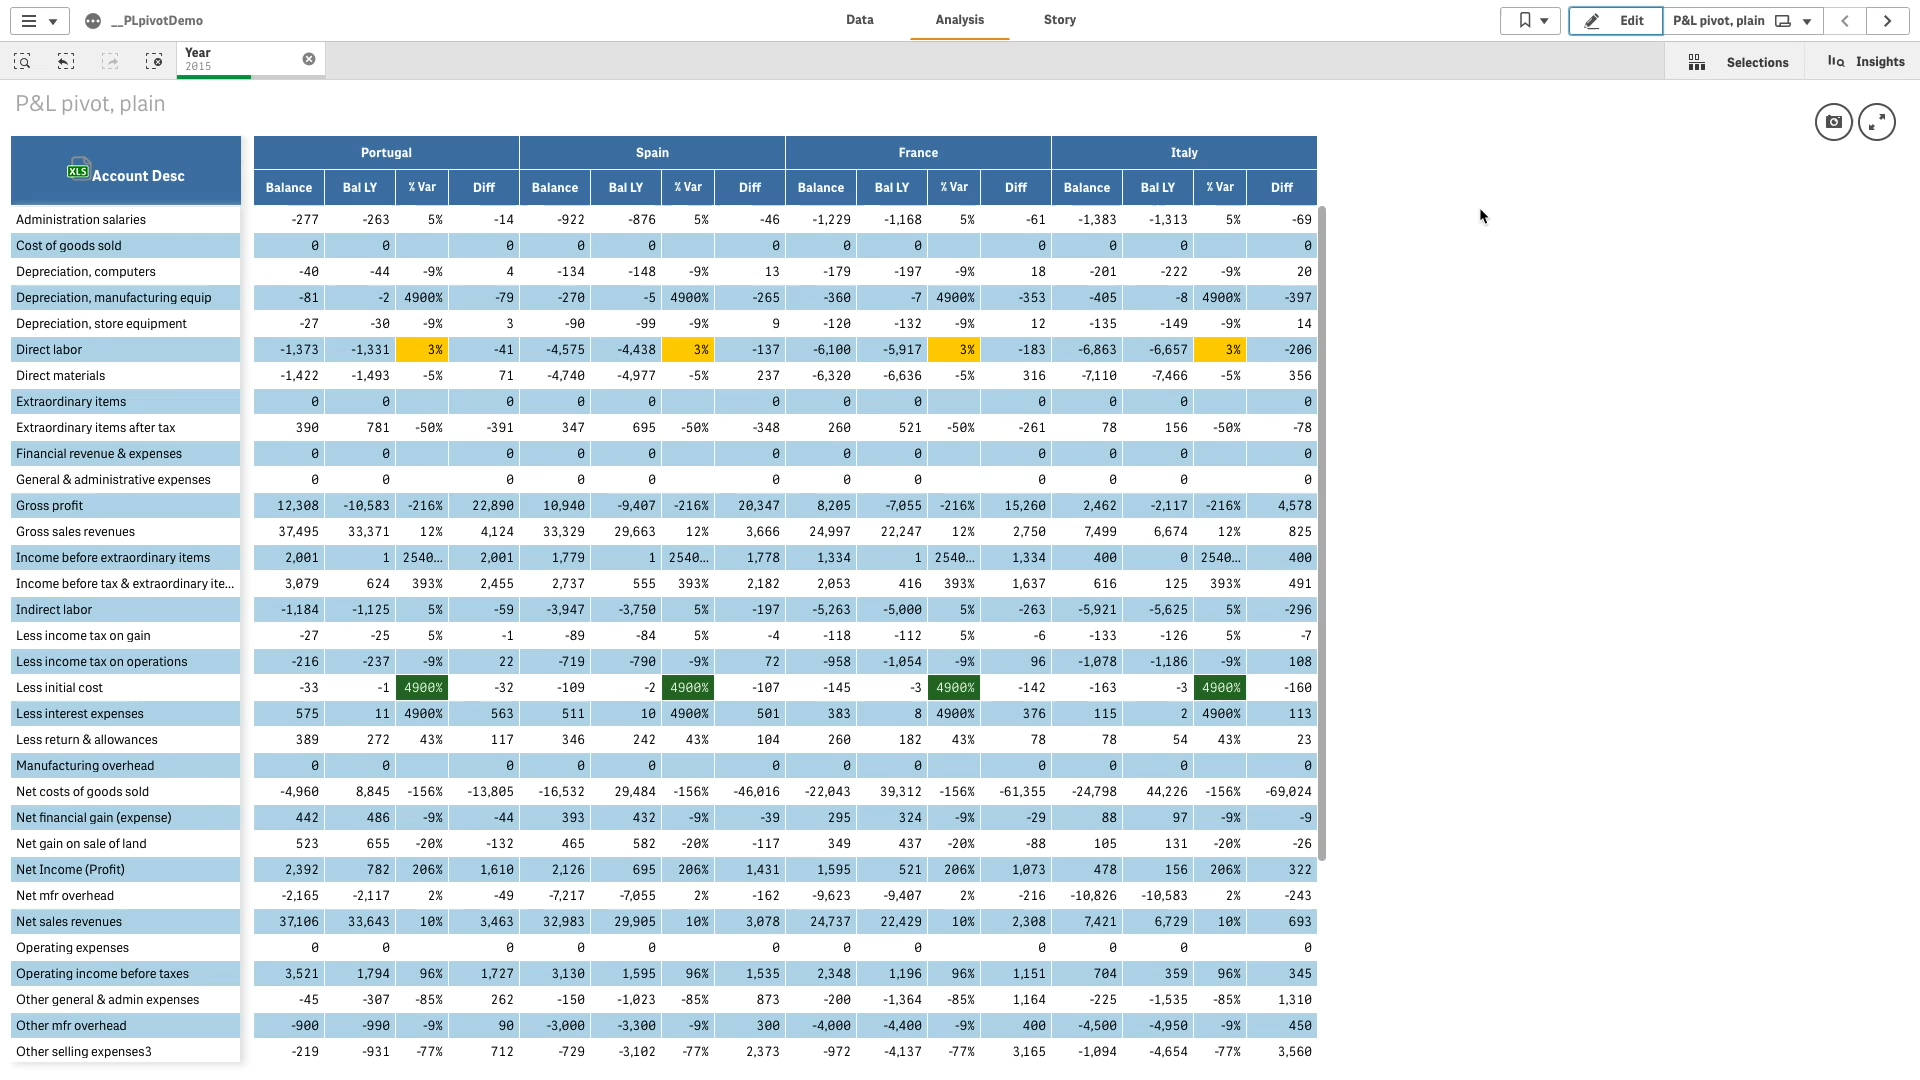 __PLpivotDemo Data Analysis Story Edit P&L pivot, plain
Year
2015
Selections Insights
P&L pivot, plain
Portugal Spain France Italy
XLS Account Desc
Balance Bal LY % Var Diff Balance Bal LY % Var Diff Balance Bal LY % Var Diff Balance Bal LY % Var Diff
Administration salaries -277 -263 5% -14 -922 -876 5% -46 -1,229 -1,168 5% -61 -1,383 -1,313 5% -69
Cost of goods sold 0 0 0 0 0 0 0 0 0 0 0 0
Depreciation, computers -40 -44 -9% 4 -134 -148 -9% 13 -179 -197 -9% 18 -201 -222 -9% 20
Depreciation, manufacturing equip -81 -2 4900% -79 -270 -5 4900% -265 -360 -7 4900% -353 -405 -8 4900% -397
Depreciation, store equipment -27 -30 -9% 3 -90 -99 -9% 9 -120 -132 -9% 12 -135 -149 -9% 14
Direct labor -1,373 -1,331 3% -41 -4,575 -4,438 3% -137 -6,100 -5,917 3% -183 -6,863 -6,657 3% -206
Direct materials -1,422 -1,493 -5% 71 -4,740 -4,977 -5% 237 -6,320 -6,636 -5% 316 -7,110 -7,466 -5% 356
Extraordinary items 0 0 0 0 0 0 0 0 0 0 0 0
Extraordinary items after tax 390 781 -50% -391 347 695 -50% -348 260 521 -50% -261 78 156 -50% -78
Financial revenue & expenses 0 0 0 0 0 0 0 0 0 0 0 0
General & administrative expenses 0 0 0 0 0 0 0 0 0 0 0 0
Gross profit 12,308 -10,583 -216% 22,890 10,940 -9,407 -216% 20,347 8,205 -7,055 -216% 15,260 2,462 -2,117 -216% 4,578
Gross sales revenues 37,495 33,371 12% 4,124 33,329 29,663 12% 3,666 24,997 22,247 12% 2,750 7,499 6,674 12% 825
Income before extraordinary items 2,001 1 2540... 2,001 1,779 1 2540... 1,778 1,334 1 2540... 1,334 400 0 2540... 400
Income before tax & extraordinary ite... 3,079 624 393% 2,455 2,737 555 393% 2,182 2,053 416 393% 1,637 616 125 393% 491
Indirect labor -1,184 -1,125 5% -59 -3,947 -3,750 5% -197 -5,263 -5,000 5% -263 -5,921 -5,625 5% -296
Less income tax on gain -27 -25 5% -1 -89 -84 5% -4 -118 -112 5% -6 -133 -126 5% -7
Less income tax on operations -216 -237 -9% 22 -719 -790 -9% 72 -958 -1,054 -9% 96 -1,078 -1,186 -9% 108
Less initial cost -33 -1 4900% -32 -109 -2 4900% -107 -145 -3 4900% -142 -163 -3 4900% -160
Less interest expenses 575 11 4900% 563 511 10 4900% 501 383 8 4900% 376 115 2 4900% 113
Less return & allowances 389 272 43% 117 346 242 43% 104 260 182 43% 78 78 54 43% 23
Manufacturing overhead 0 0 0 0 0 0 0 0 0 0 0 0
Net costs of goods sold -4,960 8,845 -156% -13,805 -16,532 29,484 -156% -46,016 -22,043 39,312 -156% -61,355 -24,798 44,226 -156% -69,024
Net financial gain (expense) 442 486 -9% -44 393 432 -9% -39 295 324 -9% -29 88 97 -9% -9
Net gain on sale of land 523 655 -20% -132 465 582 -20% -117 349 437 -20% -88 105 131 -20% -26
Net Income (Profit) 2,392 782 206% 1,610 2,126 695 206% 1,431 1,595 521 206% 1,073 478 156 206% 322
Net mfr overhead -2,165 -2,117 2% -49 -7,217 -7,055 2% -162 -9,623 -9,407 2% -216 -10,826 -10,583 2% -243
Net sales revenues 37,106 33,643 10% 3,463 32,983 29,905 10% 3,078 24,737 22,429 10% 2,308 7,421 6,729 10% 693
Operating expenses 0 0 0 0 0 0 0 0 0 0 0 0
Operating income before taxes 3,521 1,794 96% 1,727 3,130 1,595 96% 1,535 2,348 1,196 96% 1,151 704 359 96% 345
Other general & admin expenses -45 -307 -85% 262 -150 -1,023 -85% 873 -200 -1,364 -85% 1,164 -225 -1,535 -85% 1,310
Other mfr overhead -900 -990 -9% 90 -3,000 -3,300 -9% 300 -4,000 -4,400 -9% 400 -4,500 -4,950 -9% 450
Other selling expenses3 -219 -931 -77% 712 -729 -3,102 -77% 2,373 -972 -4,137 -77% 3,165 -1,094 -4,654 -77% 3,560